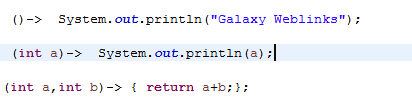 ()-> System.out.println("Galaxy Weblinks");
(int a)-> System.out.println(a);
(int a,int b)-> { return a+b;};